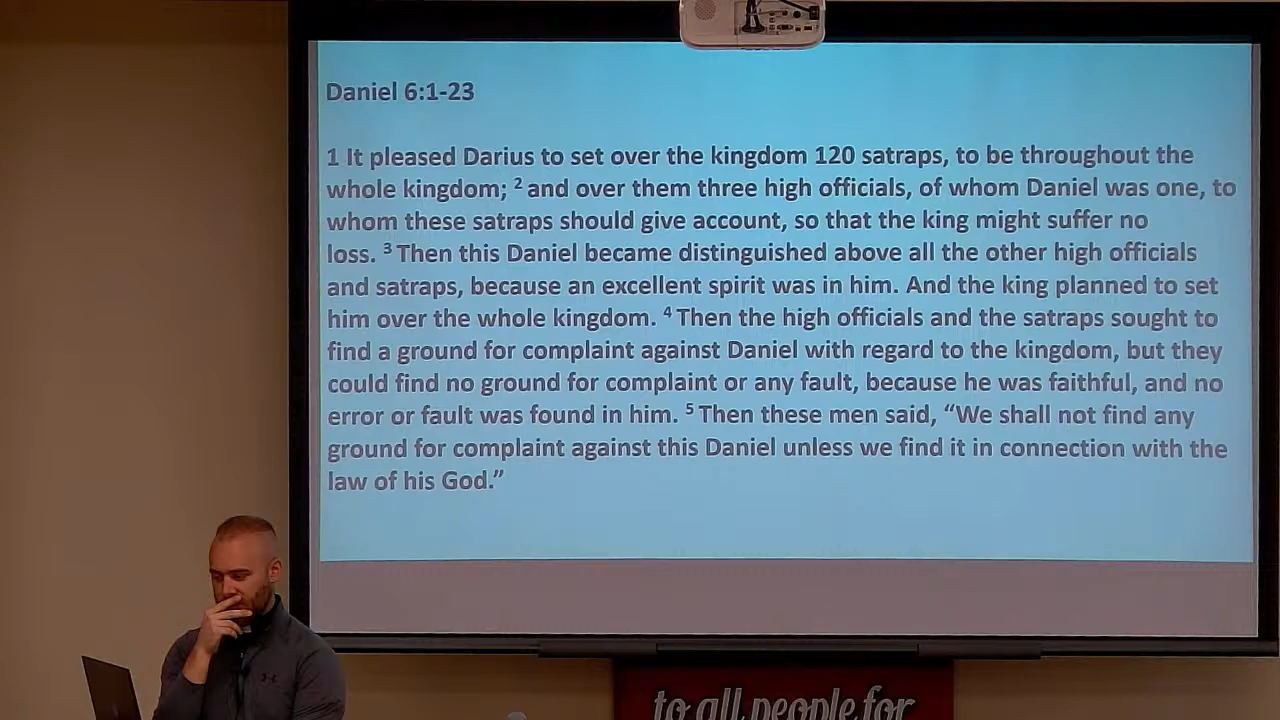 Daniel 6:1-23
1 It pleased Darius to set over the kingdom 120 satraps, to be throughout the
whole kingdom; 2 and over them three high officials, of whom Daniel was one, to
whom these satraps should give account, so that the king might suffer no
loss. 3 Then this Daniel became distinguished above all the other high officials
and satraps, because an excellent spirit was in him. And the king planned to set
him over the whole kingdom. 4 Then the high officials and the satraps sought to
find a ground for complaint against Daniel with regard to the kingdom, but they
could find no ground for complaint or any fault, because he was faithful, and no
error or fault was found in him. 5 Then these men said, “We shall not find any
ground for complaint against this Daniel unless we find it in connection with the
law of his God.”
to all people for